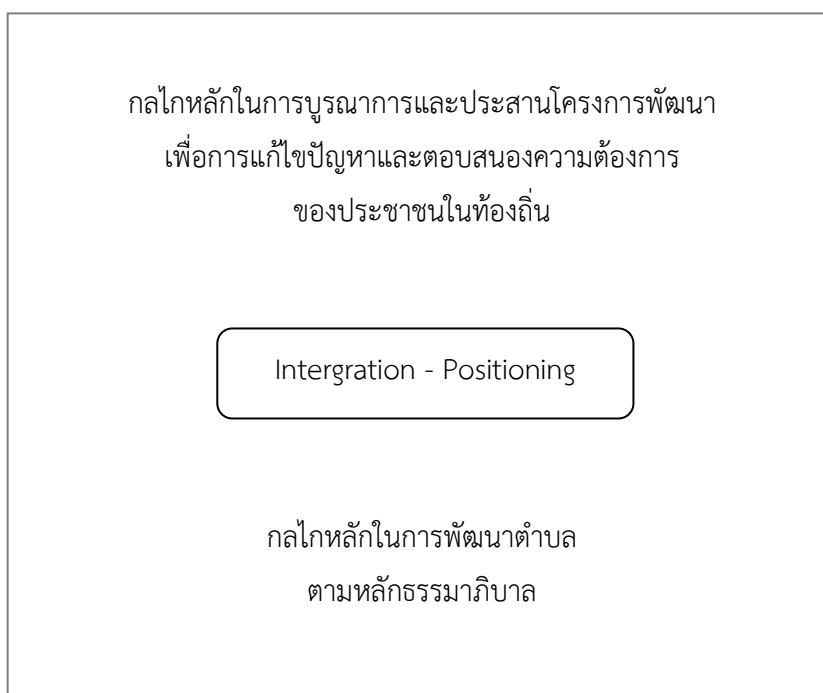 กลไกหลักในการบูรณาการและประสานโครงการพัฒนา
เพื่อการแก้ไขปัญหาและตอบสนองความต้องการ
ของประชาชนในท้องถิ่น
Intergration - Positioning
กลไกหลักในการพัฒนาตำบล
ตามหลักธรรมาภิบาล